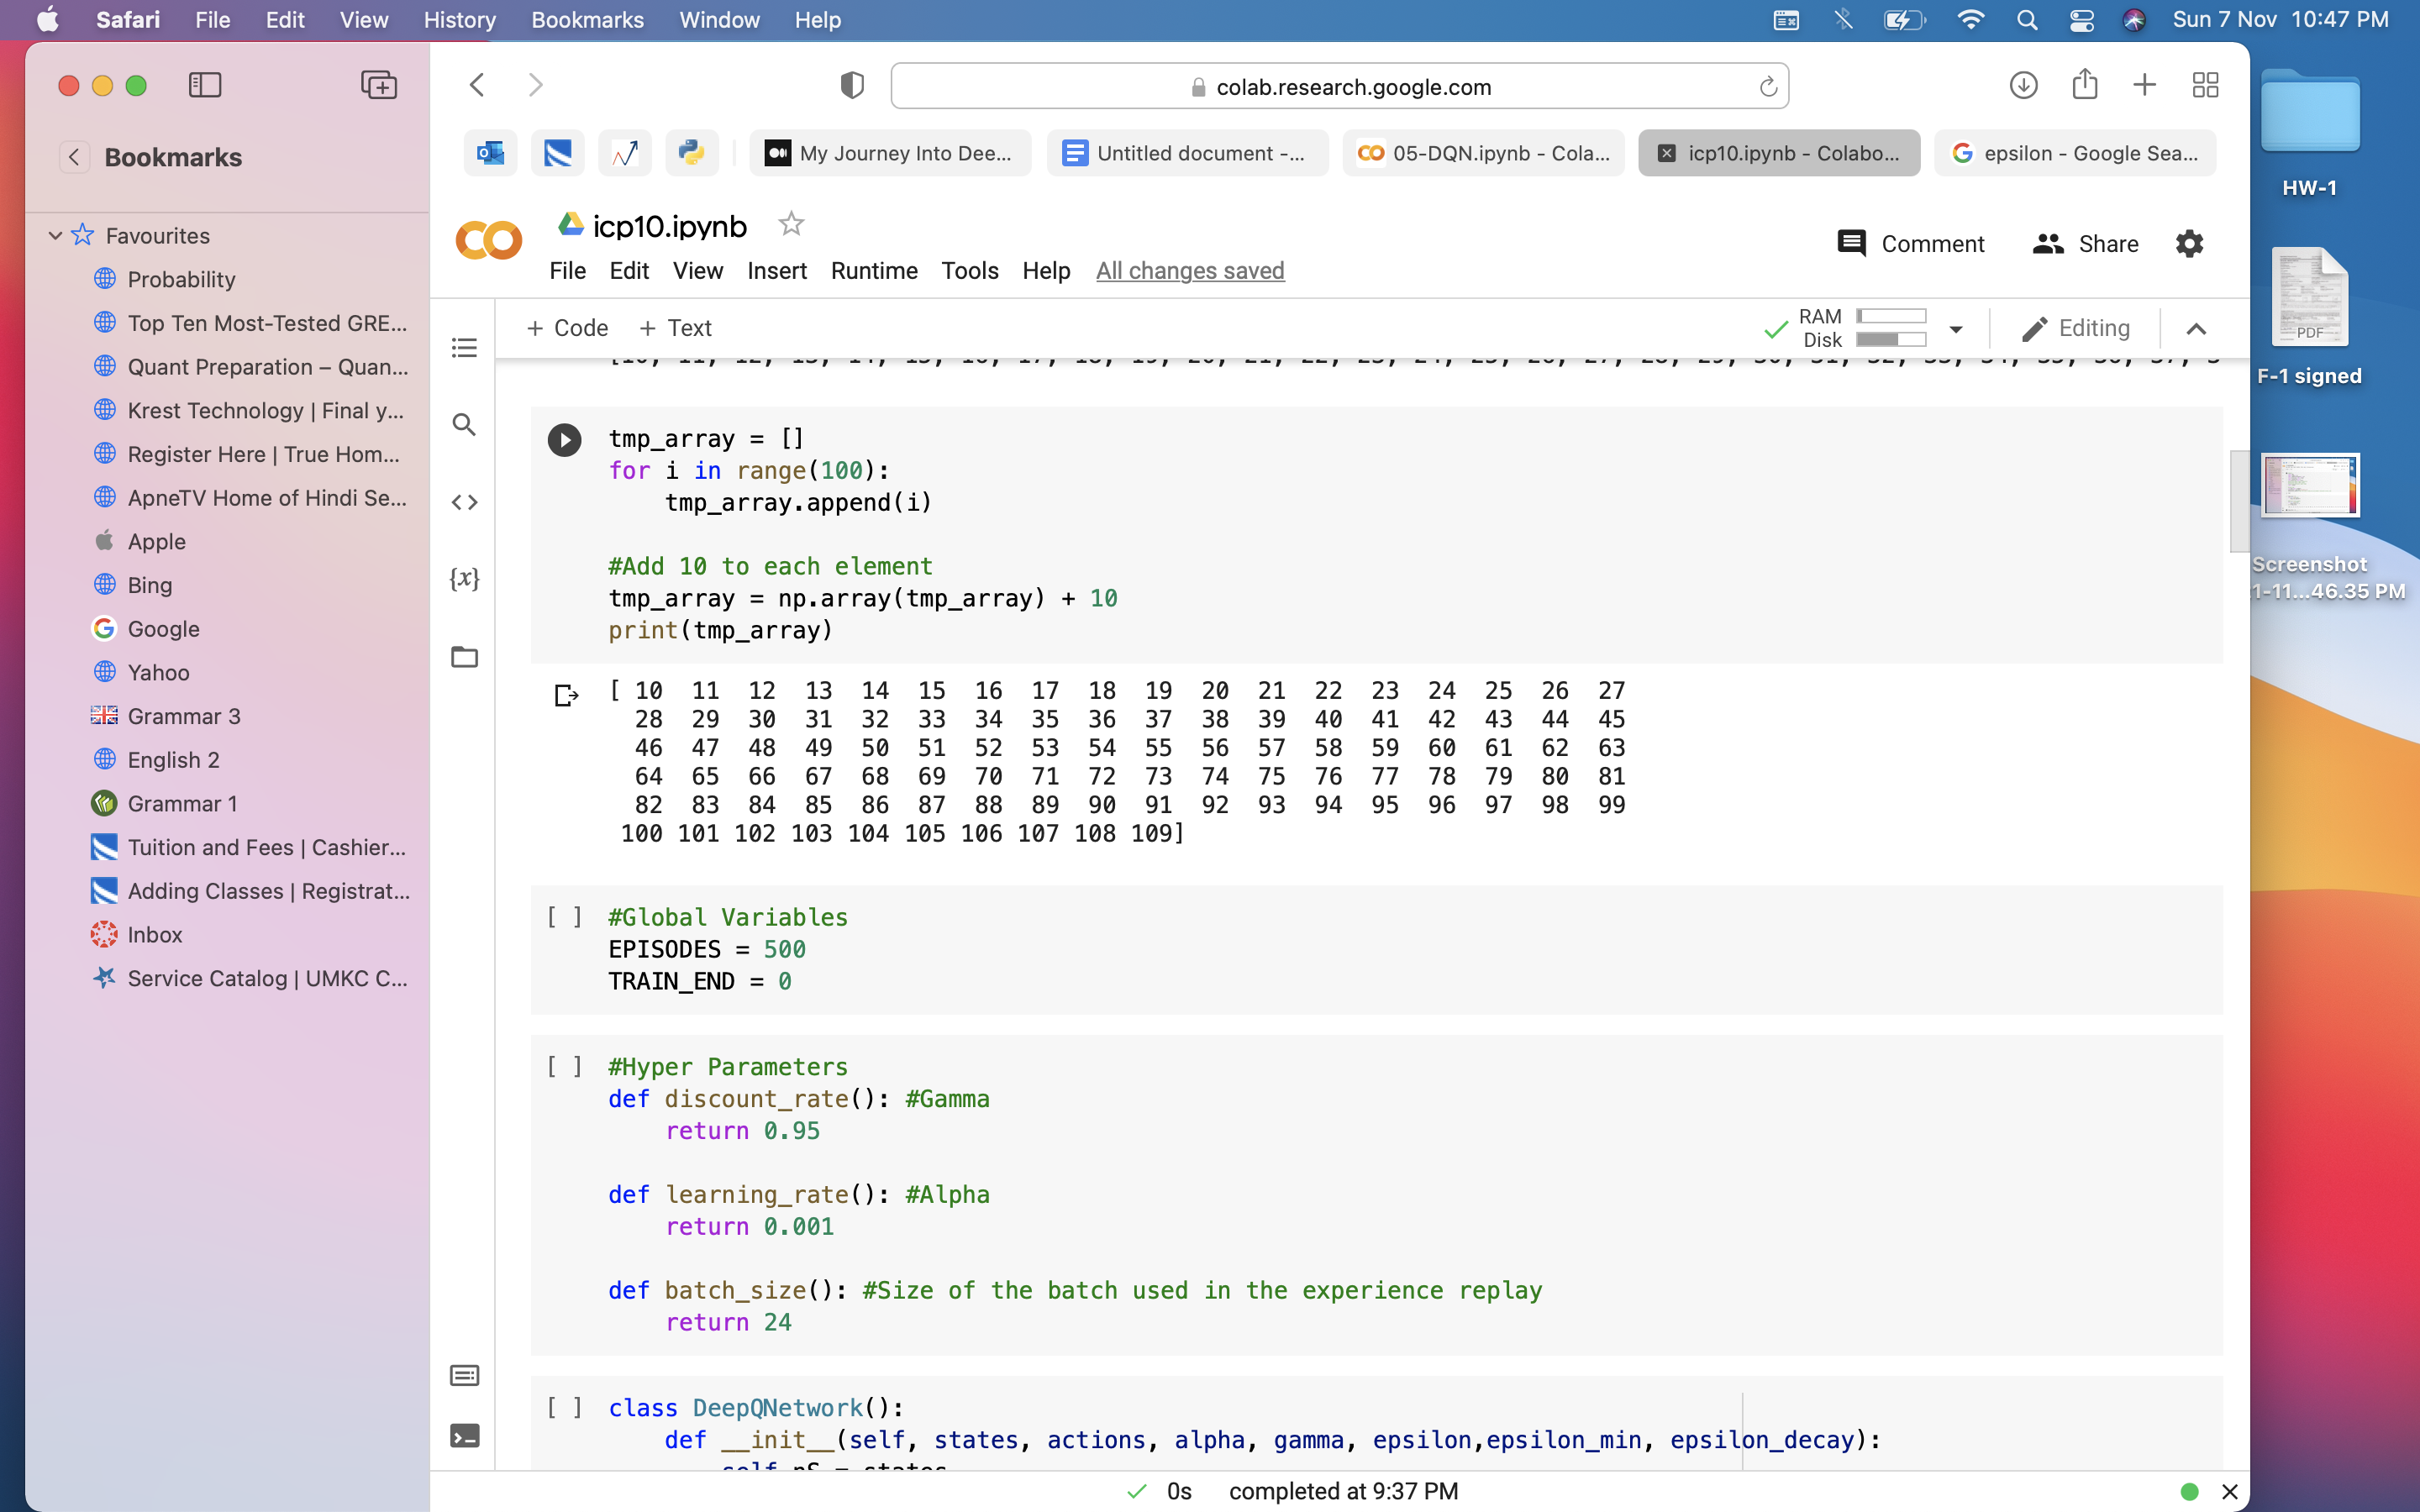 Safari File Edit View History Bookmarks Window Help Sun 7 Nov 10:47 PM
colab.research.google.com
My Journey Into Dee... Untitled document -... 05-DQN.ipynb - Cola... icp10.ipynb - Colabo... epsilon - Google Sea...
Bookmarks
Favourites
Probability
Top Ten Most-Tested GRE...
Quant Preparation – Quan...
Krest Technology | Final y...
Register Here | True Hom...
ApneTV Home of Hindi Se...
Apple
Bing
Google
Yahoo
Grammar 3
English 2
Grammar 1
Tuition and Fees | Cashier...
Adding Classes | Registrat...
Inbox
Service Catalog | UMKC C...
icp10.ipynb
Comment Share
File Edit View Insert Runtime Tools Help All changes saved
+ Code + Text
RAM
Disk
Editing
tmp_array = []
for i in range(100):
    tmp_array.append(i)
#Add 10 to each element
tmp_array = np.array(tmp_array) + 10
print(tmp_array)
[ 10 11 12 13 14 15 16 17 18 19 20 21 22 23 24 25 26 27
28 29 30 31 32 33 34 35 36 37 38 39 40 41 42 43 44 45
46 47 48 49 50 51 52 53 54 55 56 57 58 59 60 61 62 63
64 65 66 67 68 69 70 71 72 73 74 75 76 77 78 79 80 81
82 83 84 85 86 87 88 89 90 91 92 93 94 95 96 97 98 99
100 101 102 103 104 105 106 107 108 109]
[ ] #Global Variables
EPISODES = 500
TRAIN_END = 0
[ ] #Hyper Parameters
def discount_rate(): #Gamma
    return 0.95
def learning_rate(): #Alpha
    return 0.001
def batch_size(): #Size of the batch used in the experience replay
    return 24
[ ] class DeepQNetwork():
    def __init__(self, states, actions, alpha, gamma, epsilon,epsilon_min, epsilon_decay):
        self.nS = states
0s completed at 9:37 PM
HW-1
PDF
F-1 signed
Screenshot
1-11...46.35 PM